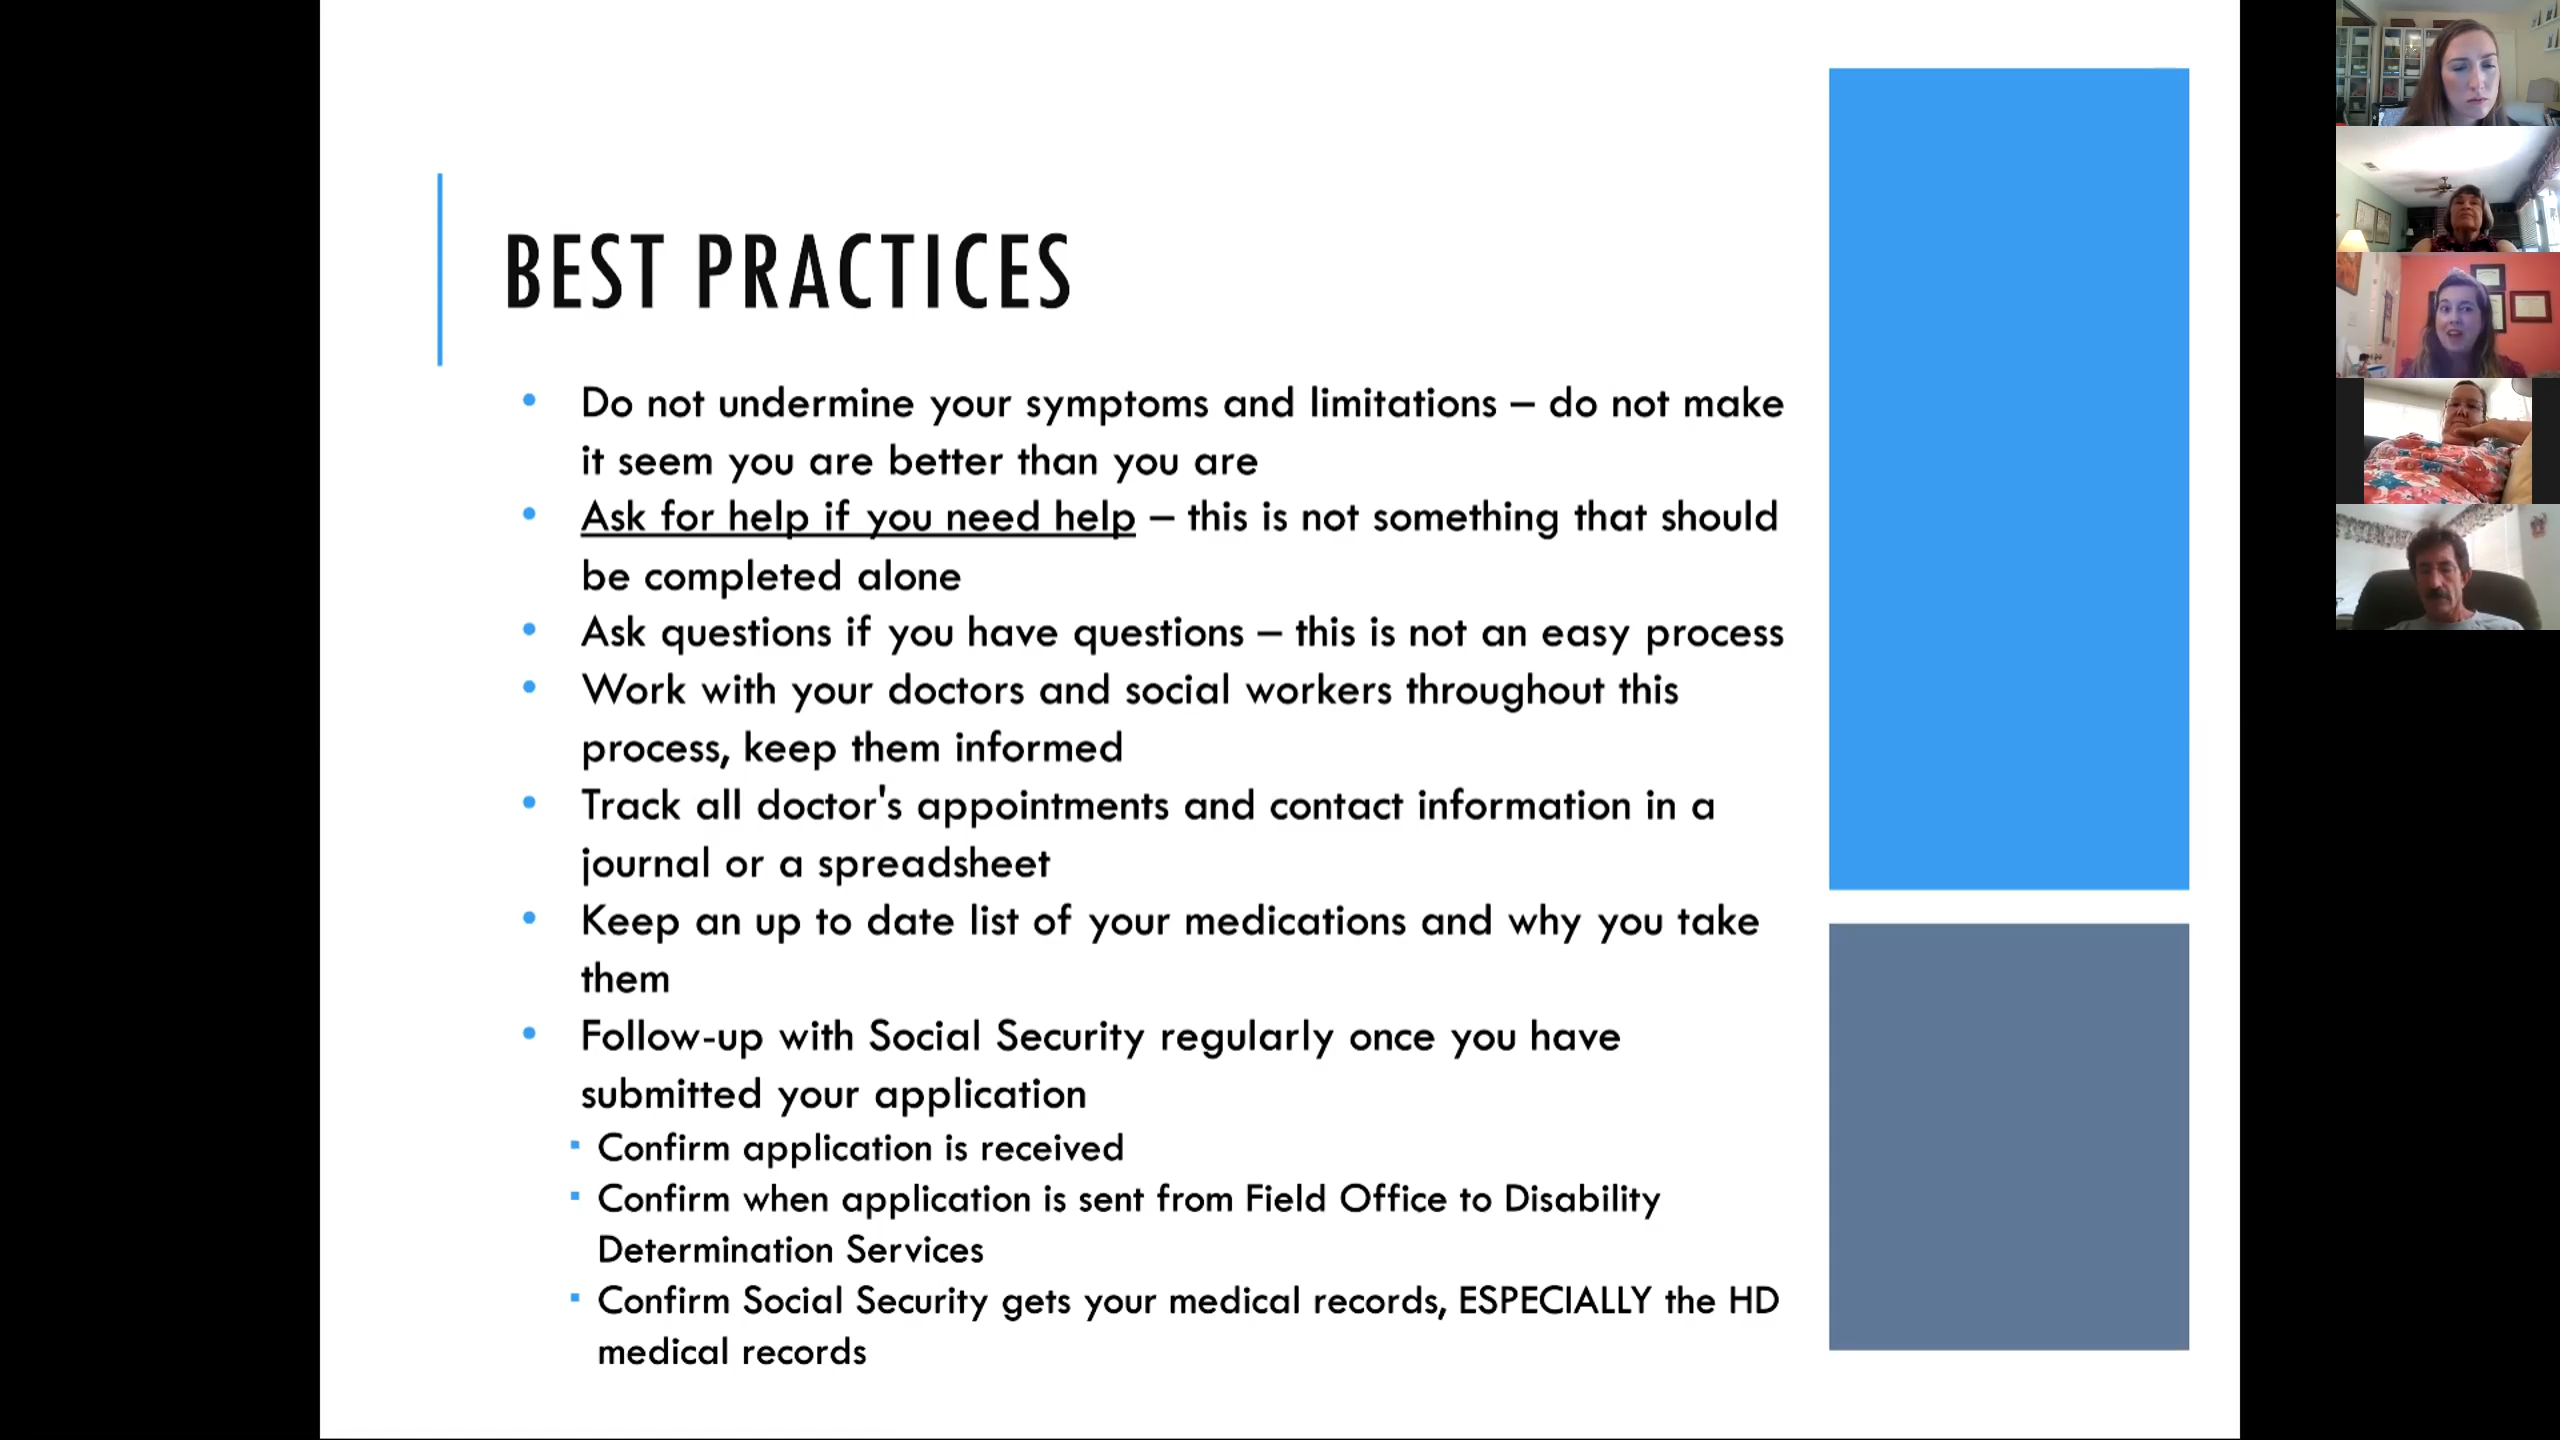 BEST PRACTICES
• Do not undermine your symptoms and limitations – do not make
it seem you are better than you are
• Ask for help if you need help – this is not something that should
be completed alone
• Ask questions if you have questions – this is not an easy process
• Work with your doctors and social workers throughout this
process, keep them informed
• Track all doctor's appointments and contact information in a
journal or a spreadsheet
• Keep an up to date list of your medications and why you take
them
• Follow-up with Social Security regularly once you have
submitted your application
▪ Confirm application is received
▪ Confirm when application is sent from Field Office to Disability
Determination Services
▪ Confirm Social Security gets your medical records, ESPECIALLY the HD
medical records